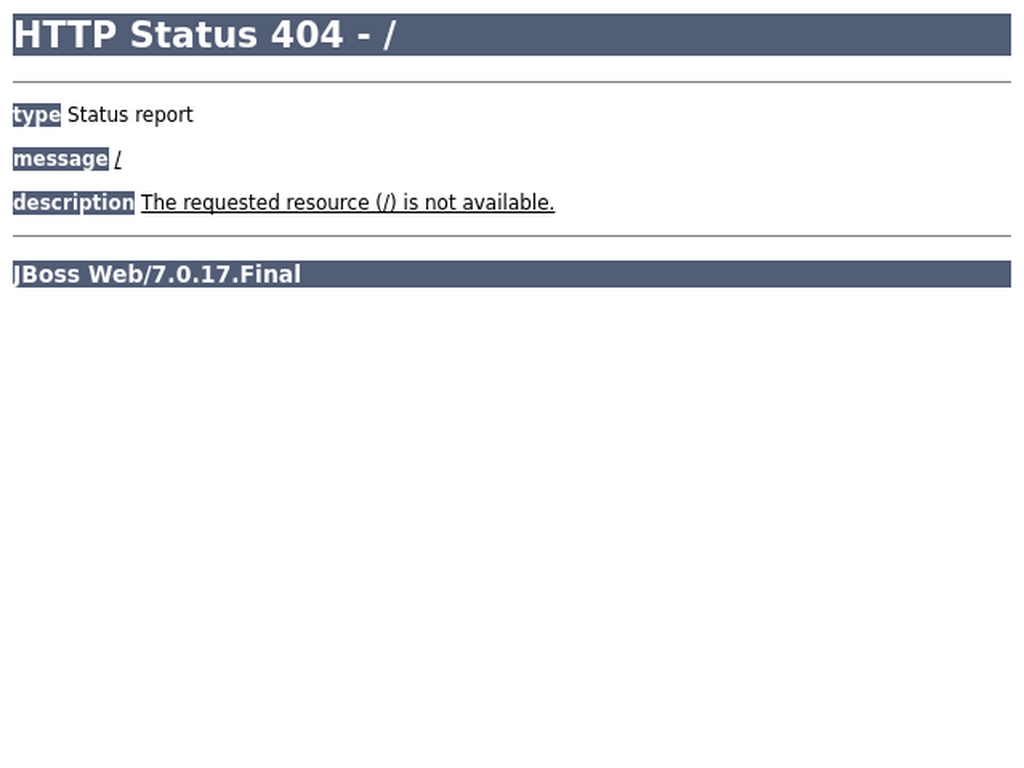 HTTP Status 404 - /
type Status report
message /
description The requested resource (/) is not available.
JBoss Web/7.0.17.Final